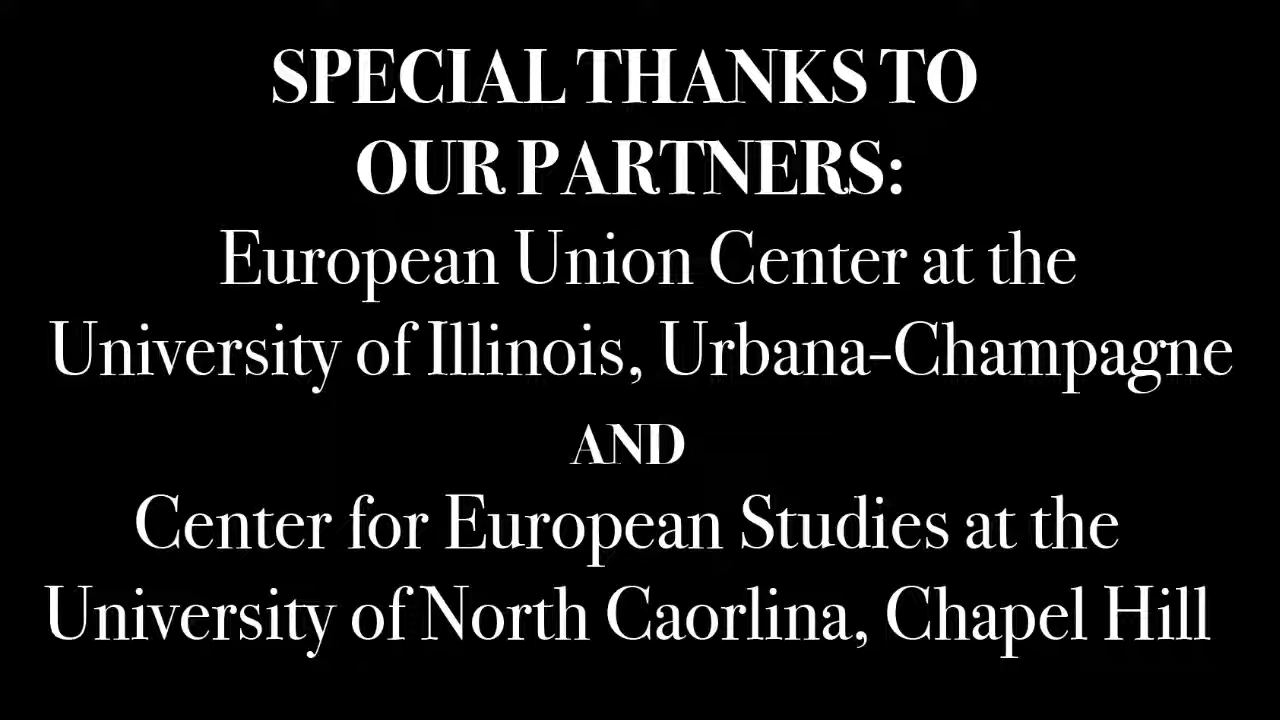 SPECIAL THANKS TO
OUR PARTNERS:
European Union Center at the
University of Illinois, Urbana-Champagne
AND
Center for European Studies at the
University of North Caorlina, Chapel Hill